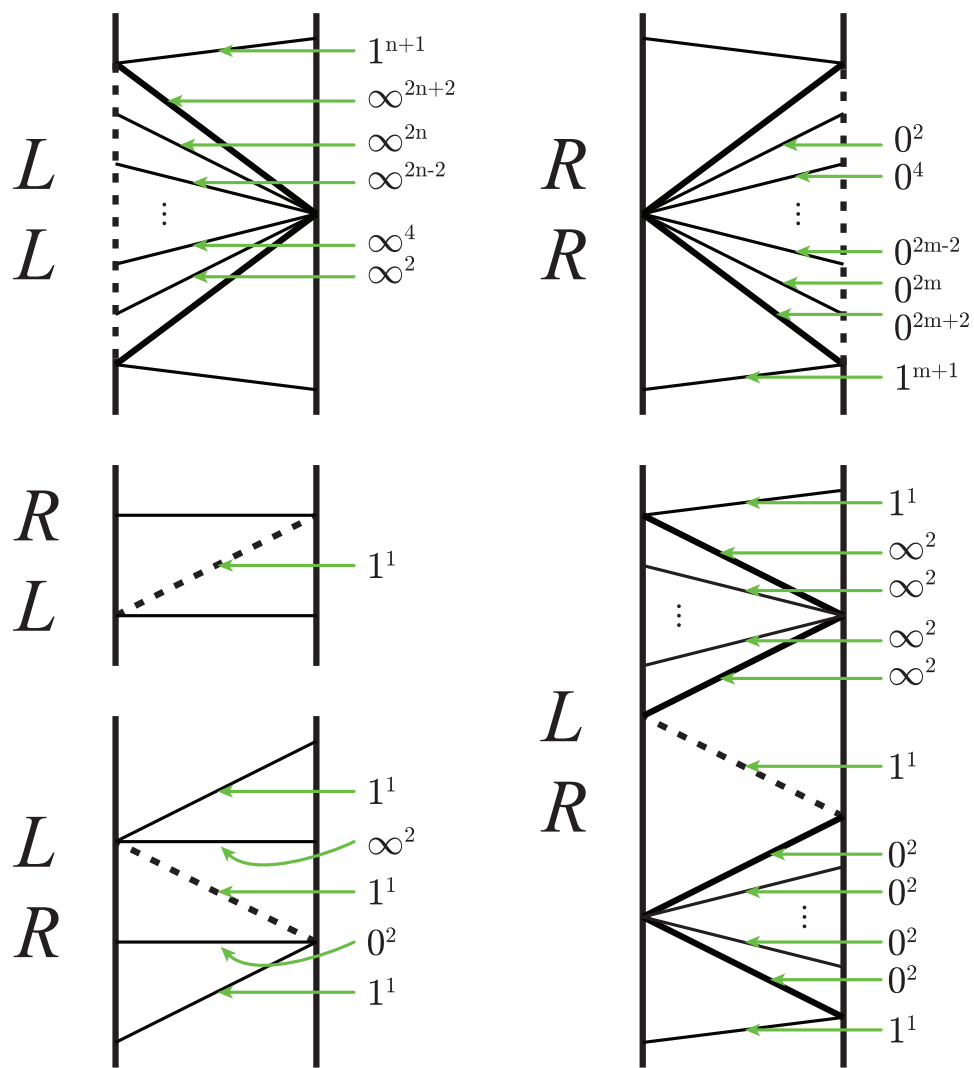 L
L
1^{n+1}
∞^{2n+2}
∞^{2n}
∞^{2n-2}
⋮
∞^4
∞^2
R
R
0^2
0^4
⋮
0^{2m-2}
0^{2m}
0^{2m+2}
1^{m+1}
R
L
1^1
L
R
1^1
∞^2
1^1
0^2
1^1
L
R
1^1
∞^2
∞^2
⋮
∞^2
∞^2
1^1
0^2
0^2
⋮
0^2
0^2
1^1